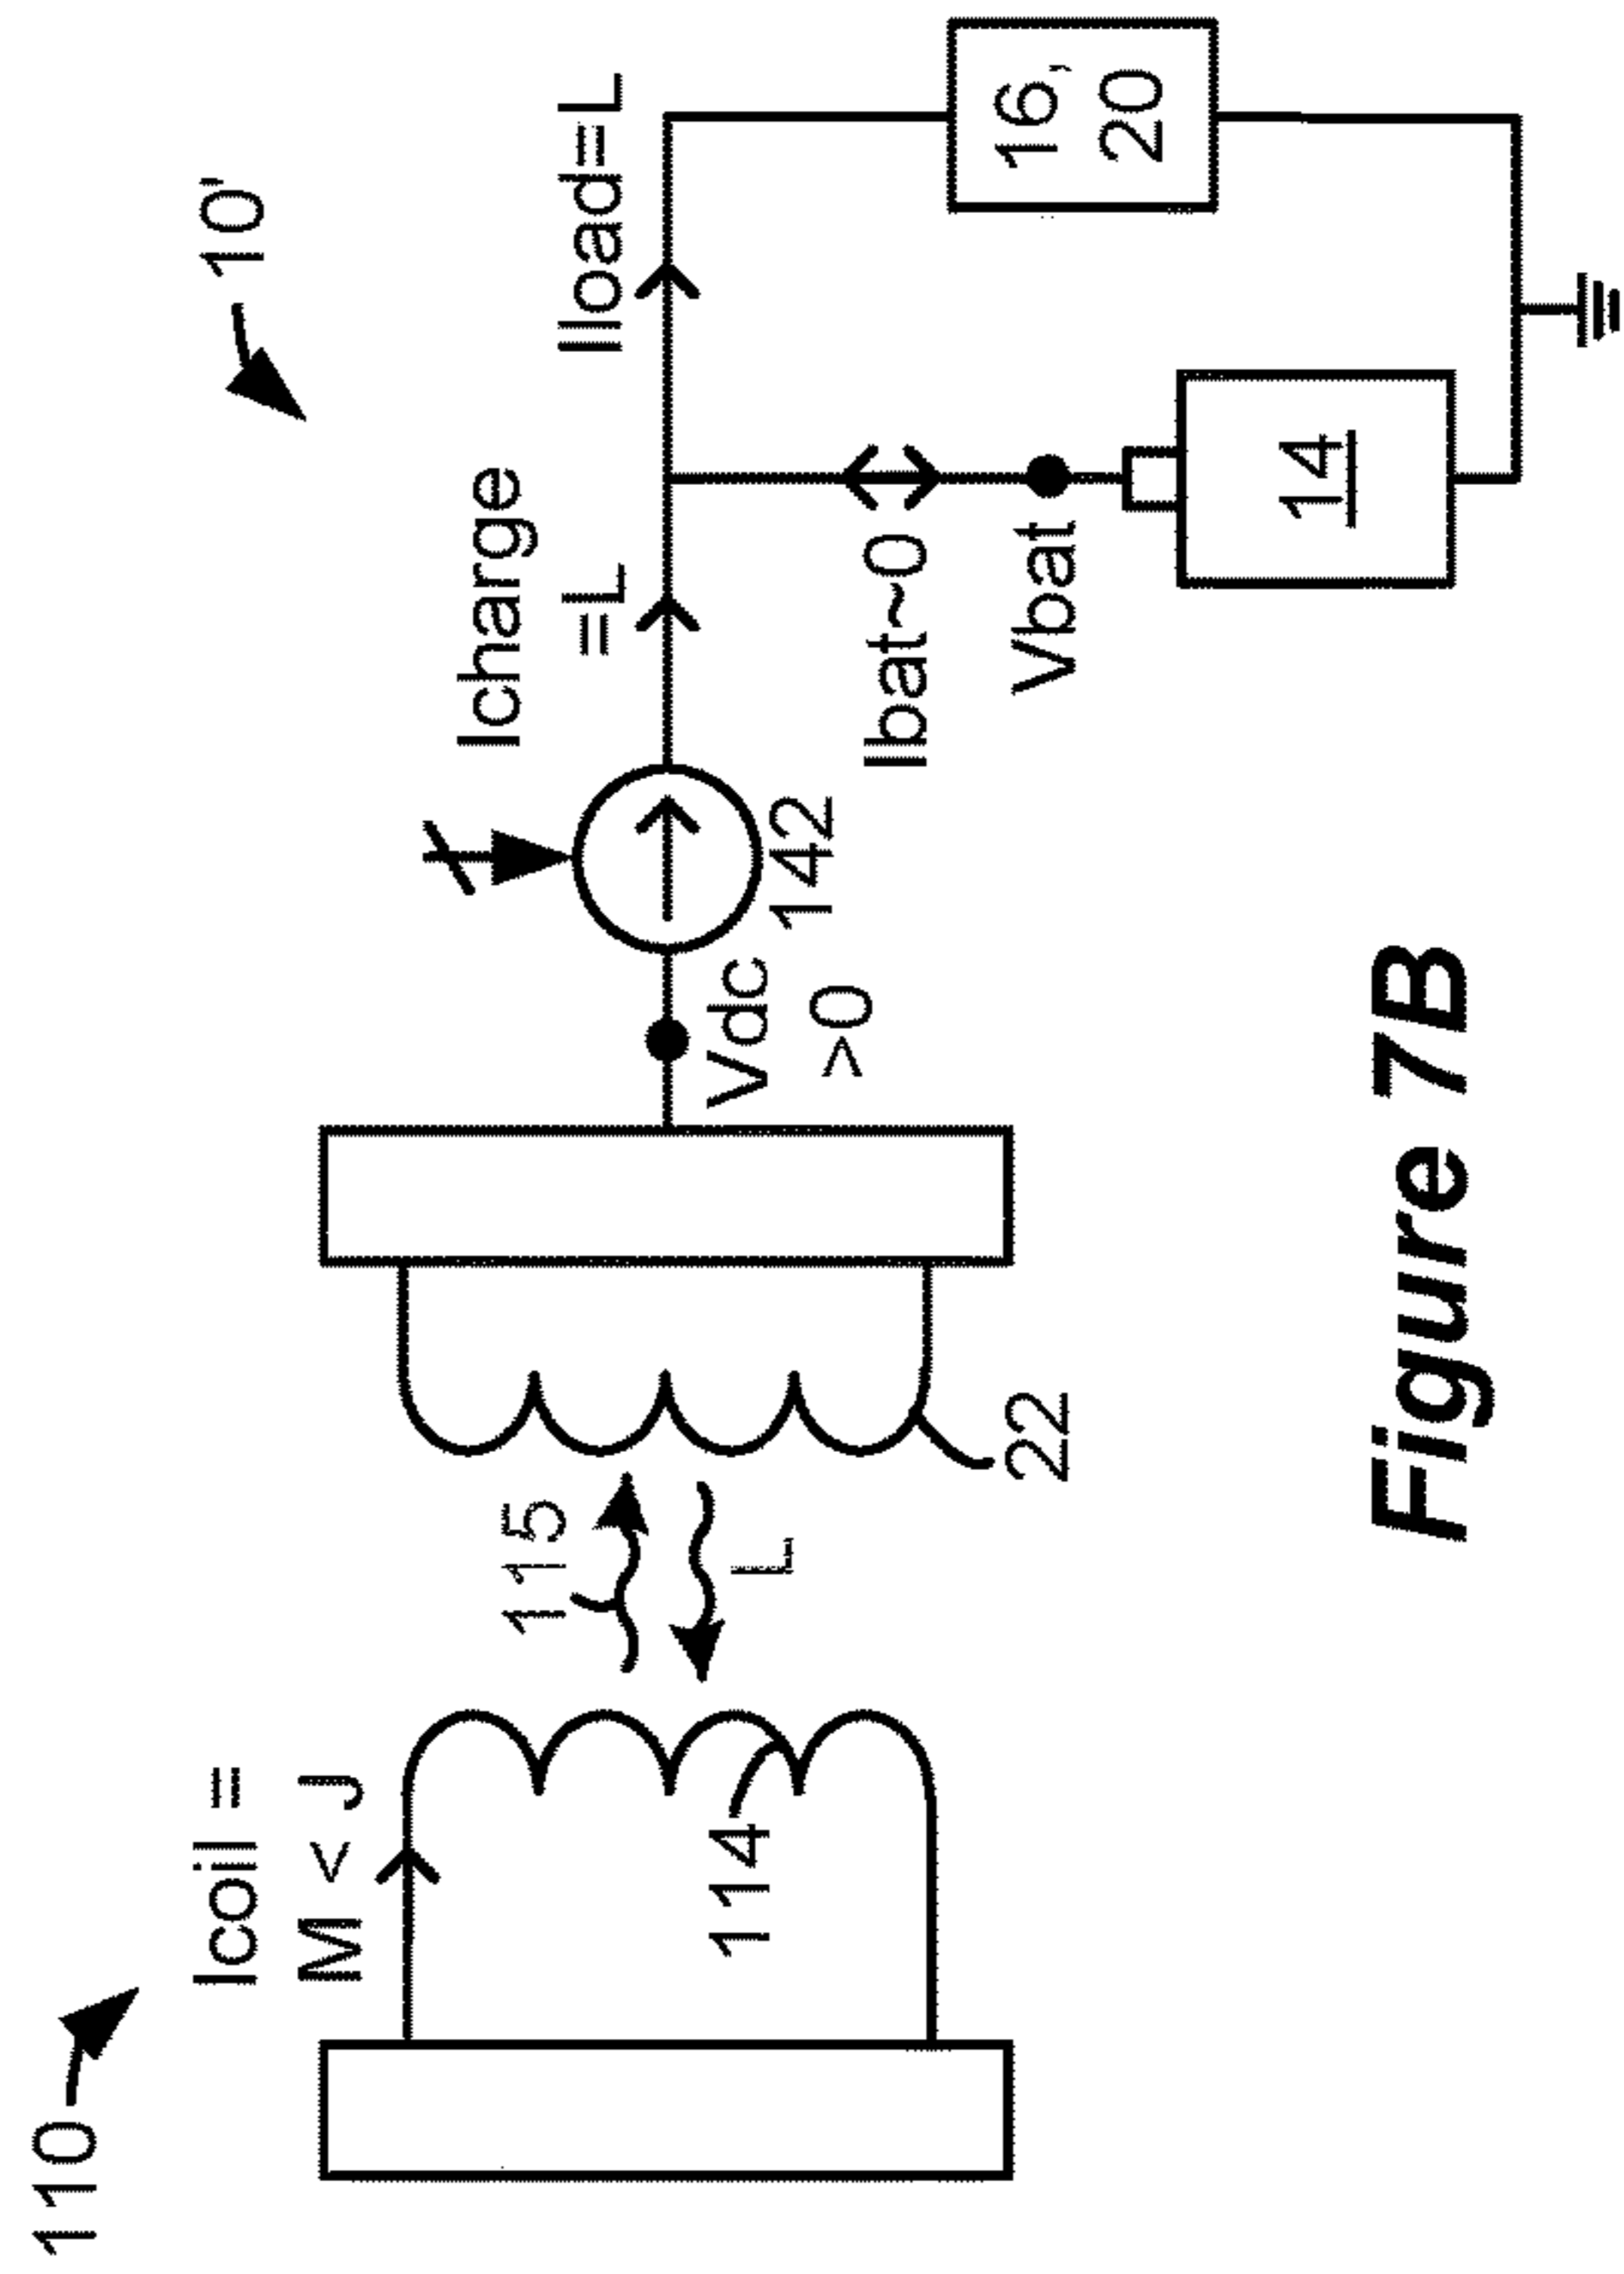 110
10'
Icoil =
M < J
114
115
L
22
Vdc
>0
142
Icharge
=L
Iload=L
Ibat~0
Vbat
14
16,
20
Figure 7B